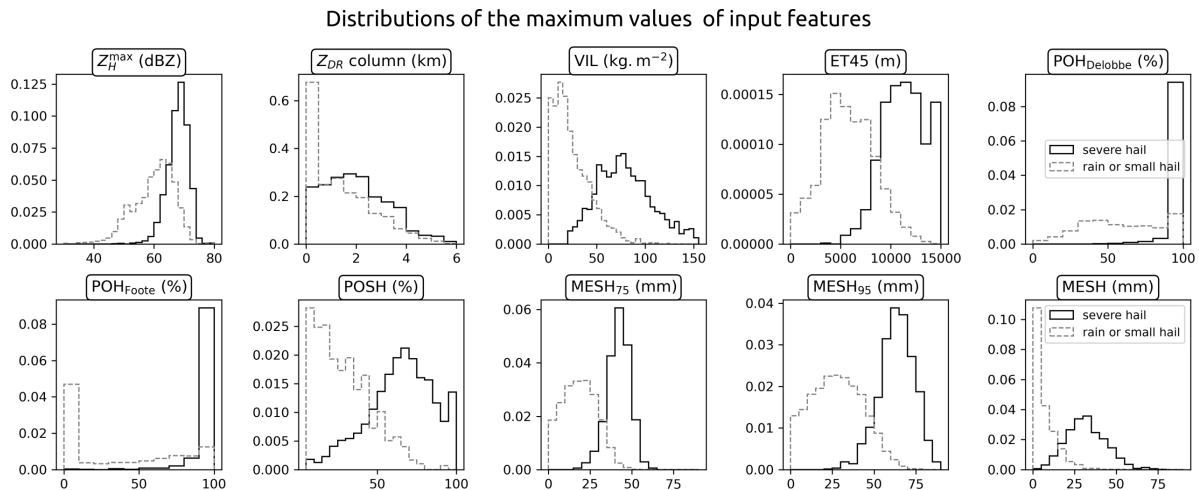 Distributions of the maximum values of input features
Z_H^max (dBZ)
0.125
0.100
0.075
0.050
0.025
0.000
40 60 80
Z_DR column (km)
0.6
0.4
0.2
0.0
0 2 4 6
VIL (kg. m⁻²)
0.025
0.020
0.015
0.010
0.005
0.000
0 50 100 150
ET45 (m)
0.00015
0.00010
0.00005
0.00000
0 5000 10000 15000
POH_Delobbe (%)
0.08
0.06
0.04
0.02
0.00
severe hail
rain or small hail
0 50 100
POH_Foote (%)
0.08
0.06
0.04
0.02
0.00
0 50 100
POSH (%)
0.025
0.020
0.015
0.010
0.005
0.000
50 100
MESH_75 (mm)
0.06
0.04
0.02
0.00
0 25 50 75
MESH_95 (mm)
0.04
0.03
0.02
0.01
0.00
0 25 50 75
MESH (mm)
0.10
0.08
0.06
0.04
0.02
0.00
severe hail
rain or small hail
0 25 50 75